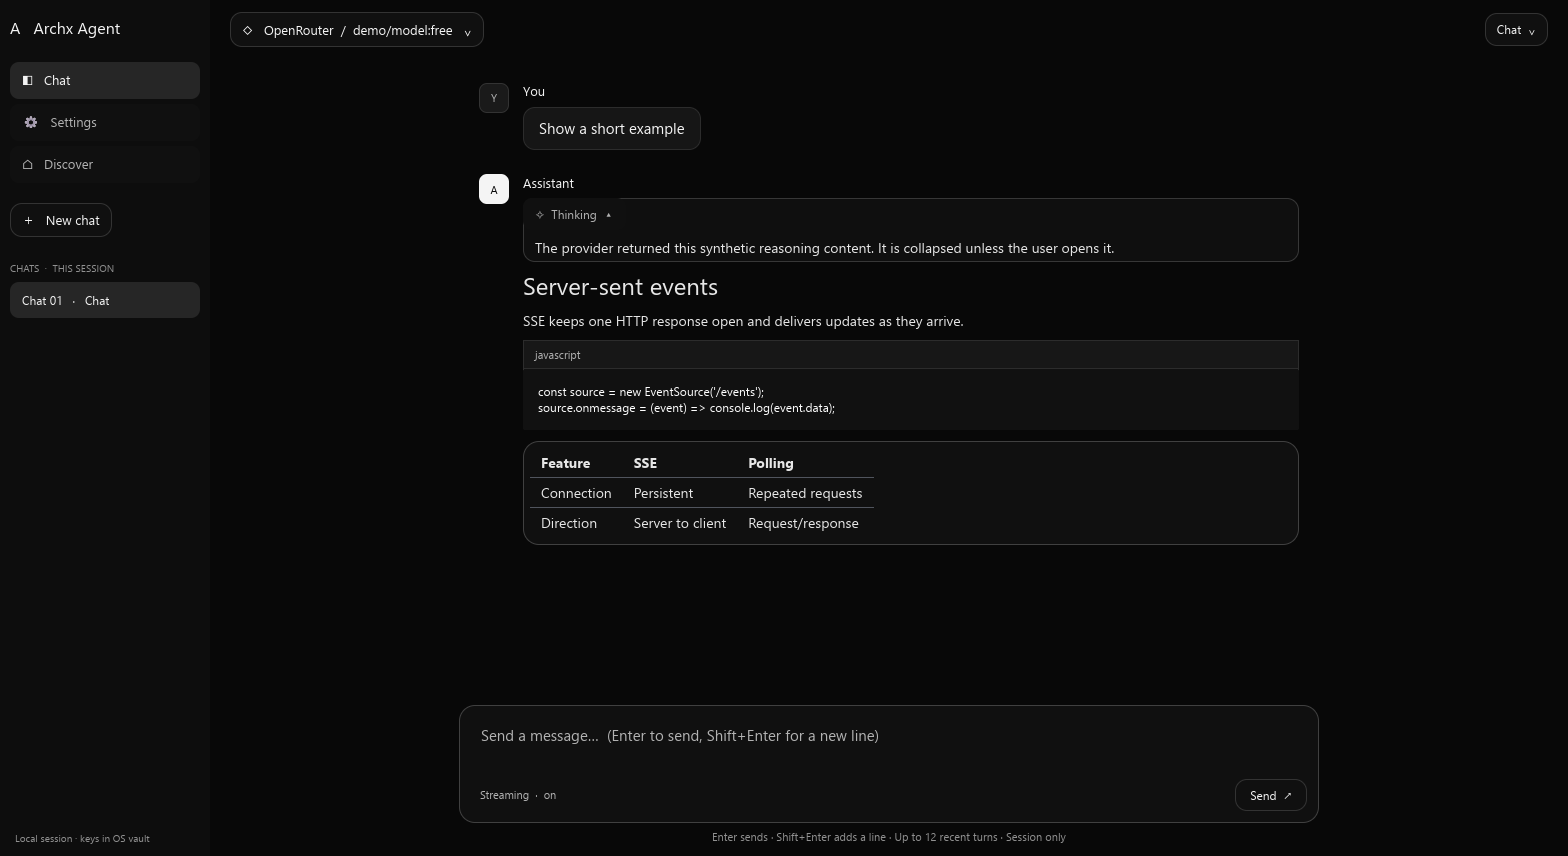 A Archx Agent
Chat
Settings
Discover
+ New chat
CHATS · THIS SESSION
Chat 01 · Chat
Local session · keys in OS vault
OpenRouter / demo/model:free
Chat
Y
You
Show a short example
A
Assistant
Thinking
The provider returned this synthetic reasoning content. It is collapsed unless the user opens it.
Server-sent events
SSE keeps one HTTP response open and delivers updates as they arrive.
javascript
const source = new EventSource('/events');
source.onmessage = (event) => console.log(event.data);
Feature SSE Polling
Connection Persistent Repeated requests
Direction Server to client Request/response
Send a message... (Enter to send, Shift+Enter for a new line)
Streaming · on
Send ↗
Enter sends · Shift+Enter adds a line · Up to 12 recent turns · Session only